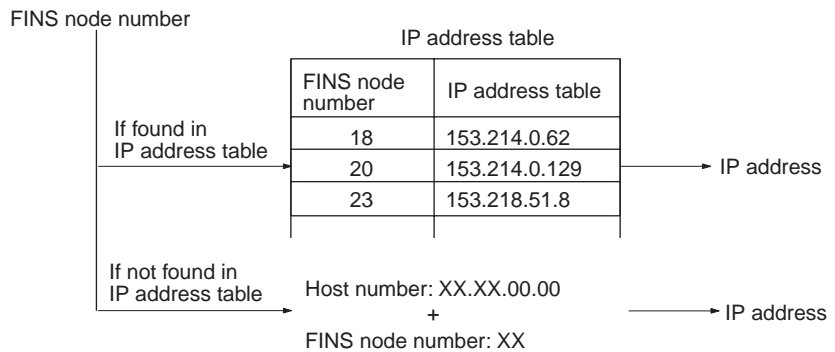 FINS node number
IP address table
FINS node
number
IP address table
18
153.214.0.62
20
153.214.0.129
23
153.218.51.8
If found in
IP address table
IP address
If not found in
IP address table
Host number: XX.XX.00.00
+
FINS node number: XX
IP address